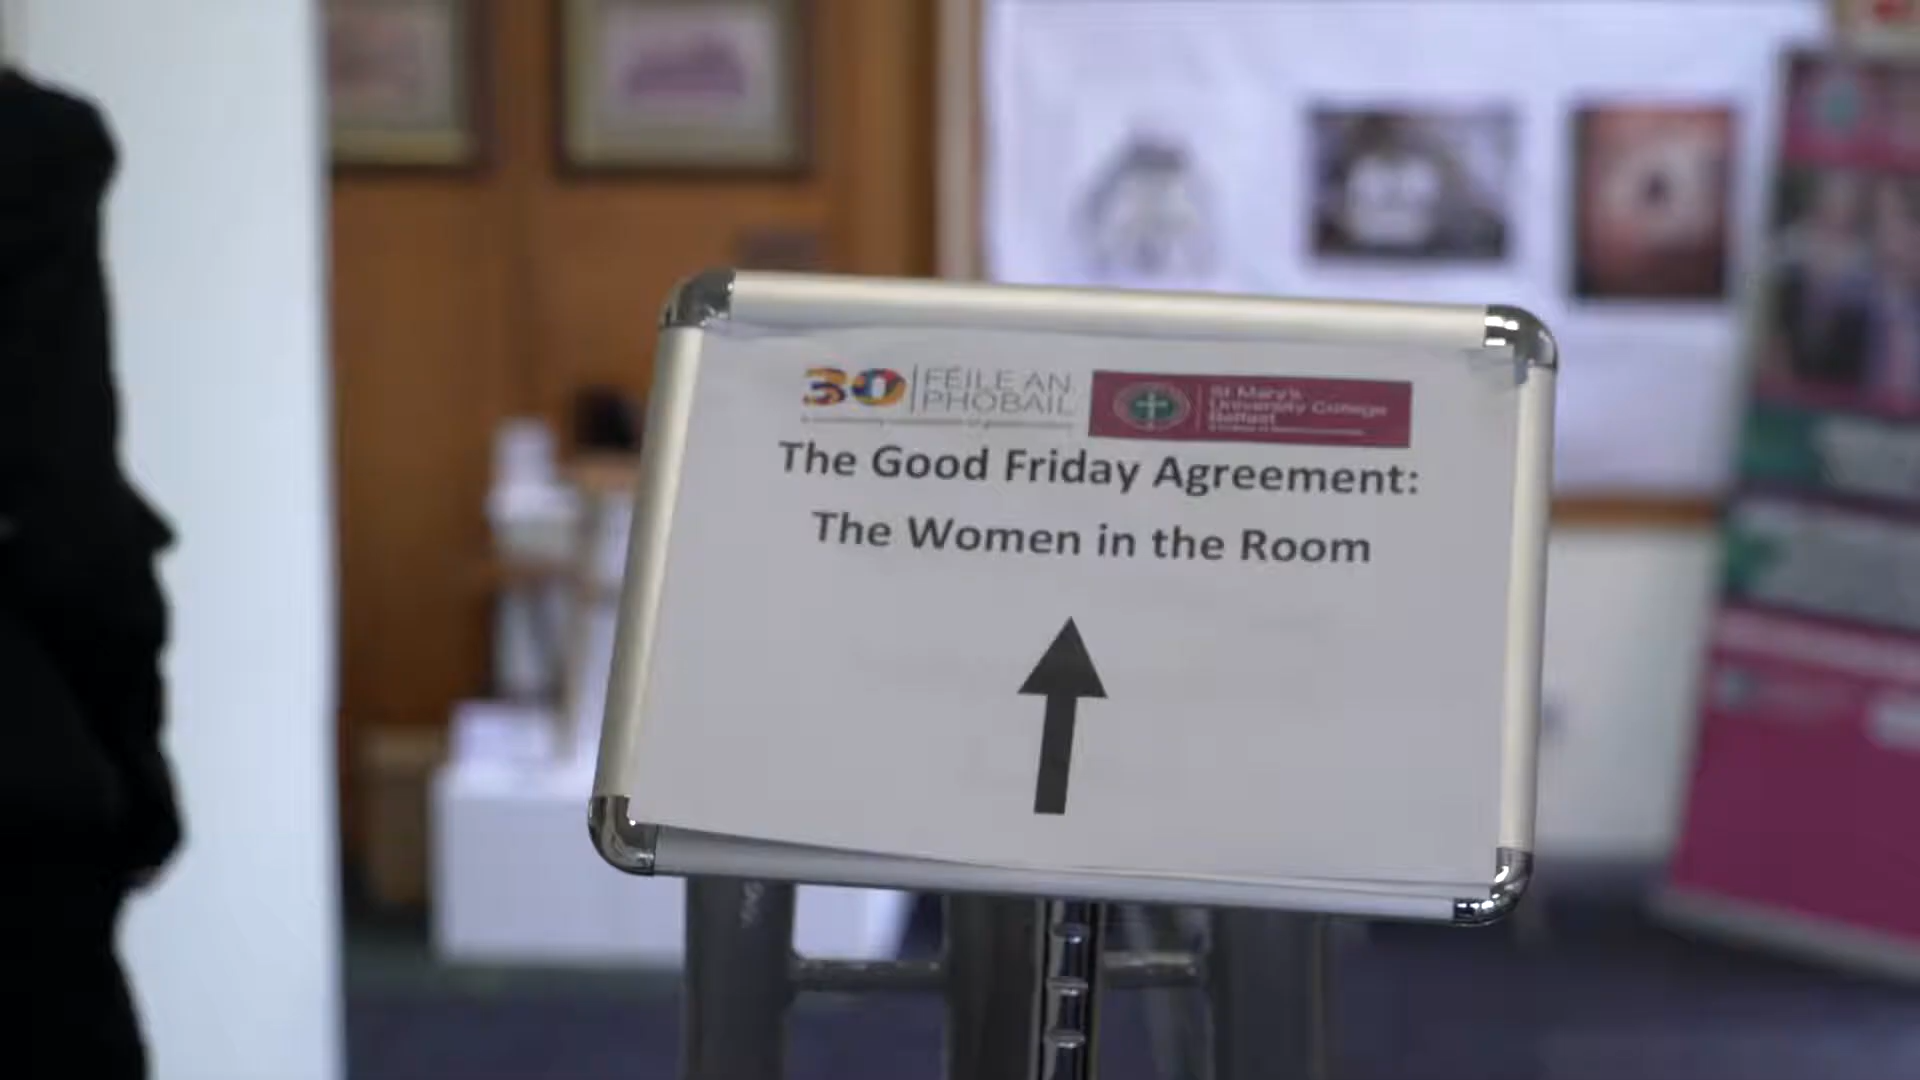 30 FÉILE AN
PHOBAIL
St Mary's
University College
Belfast
The Good Friday Agreement:
The Women in the Room